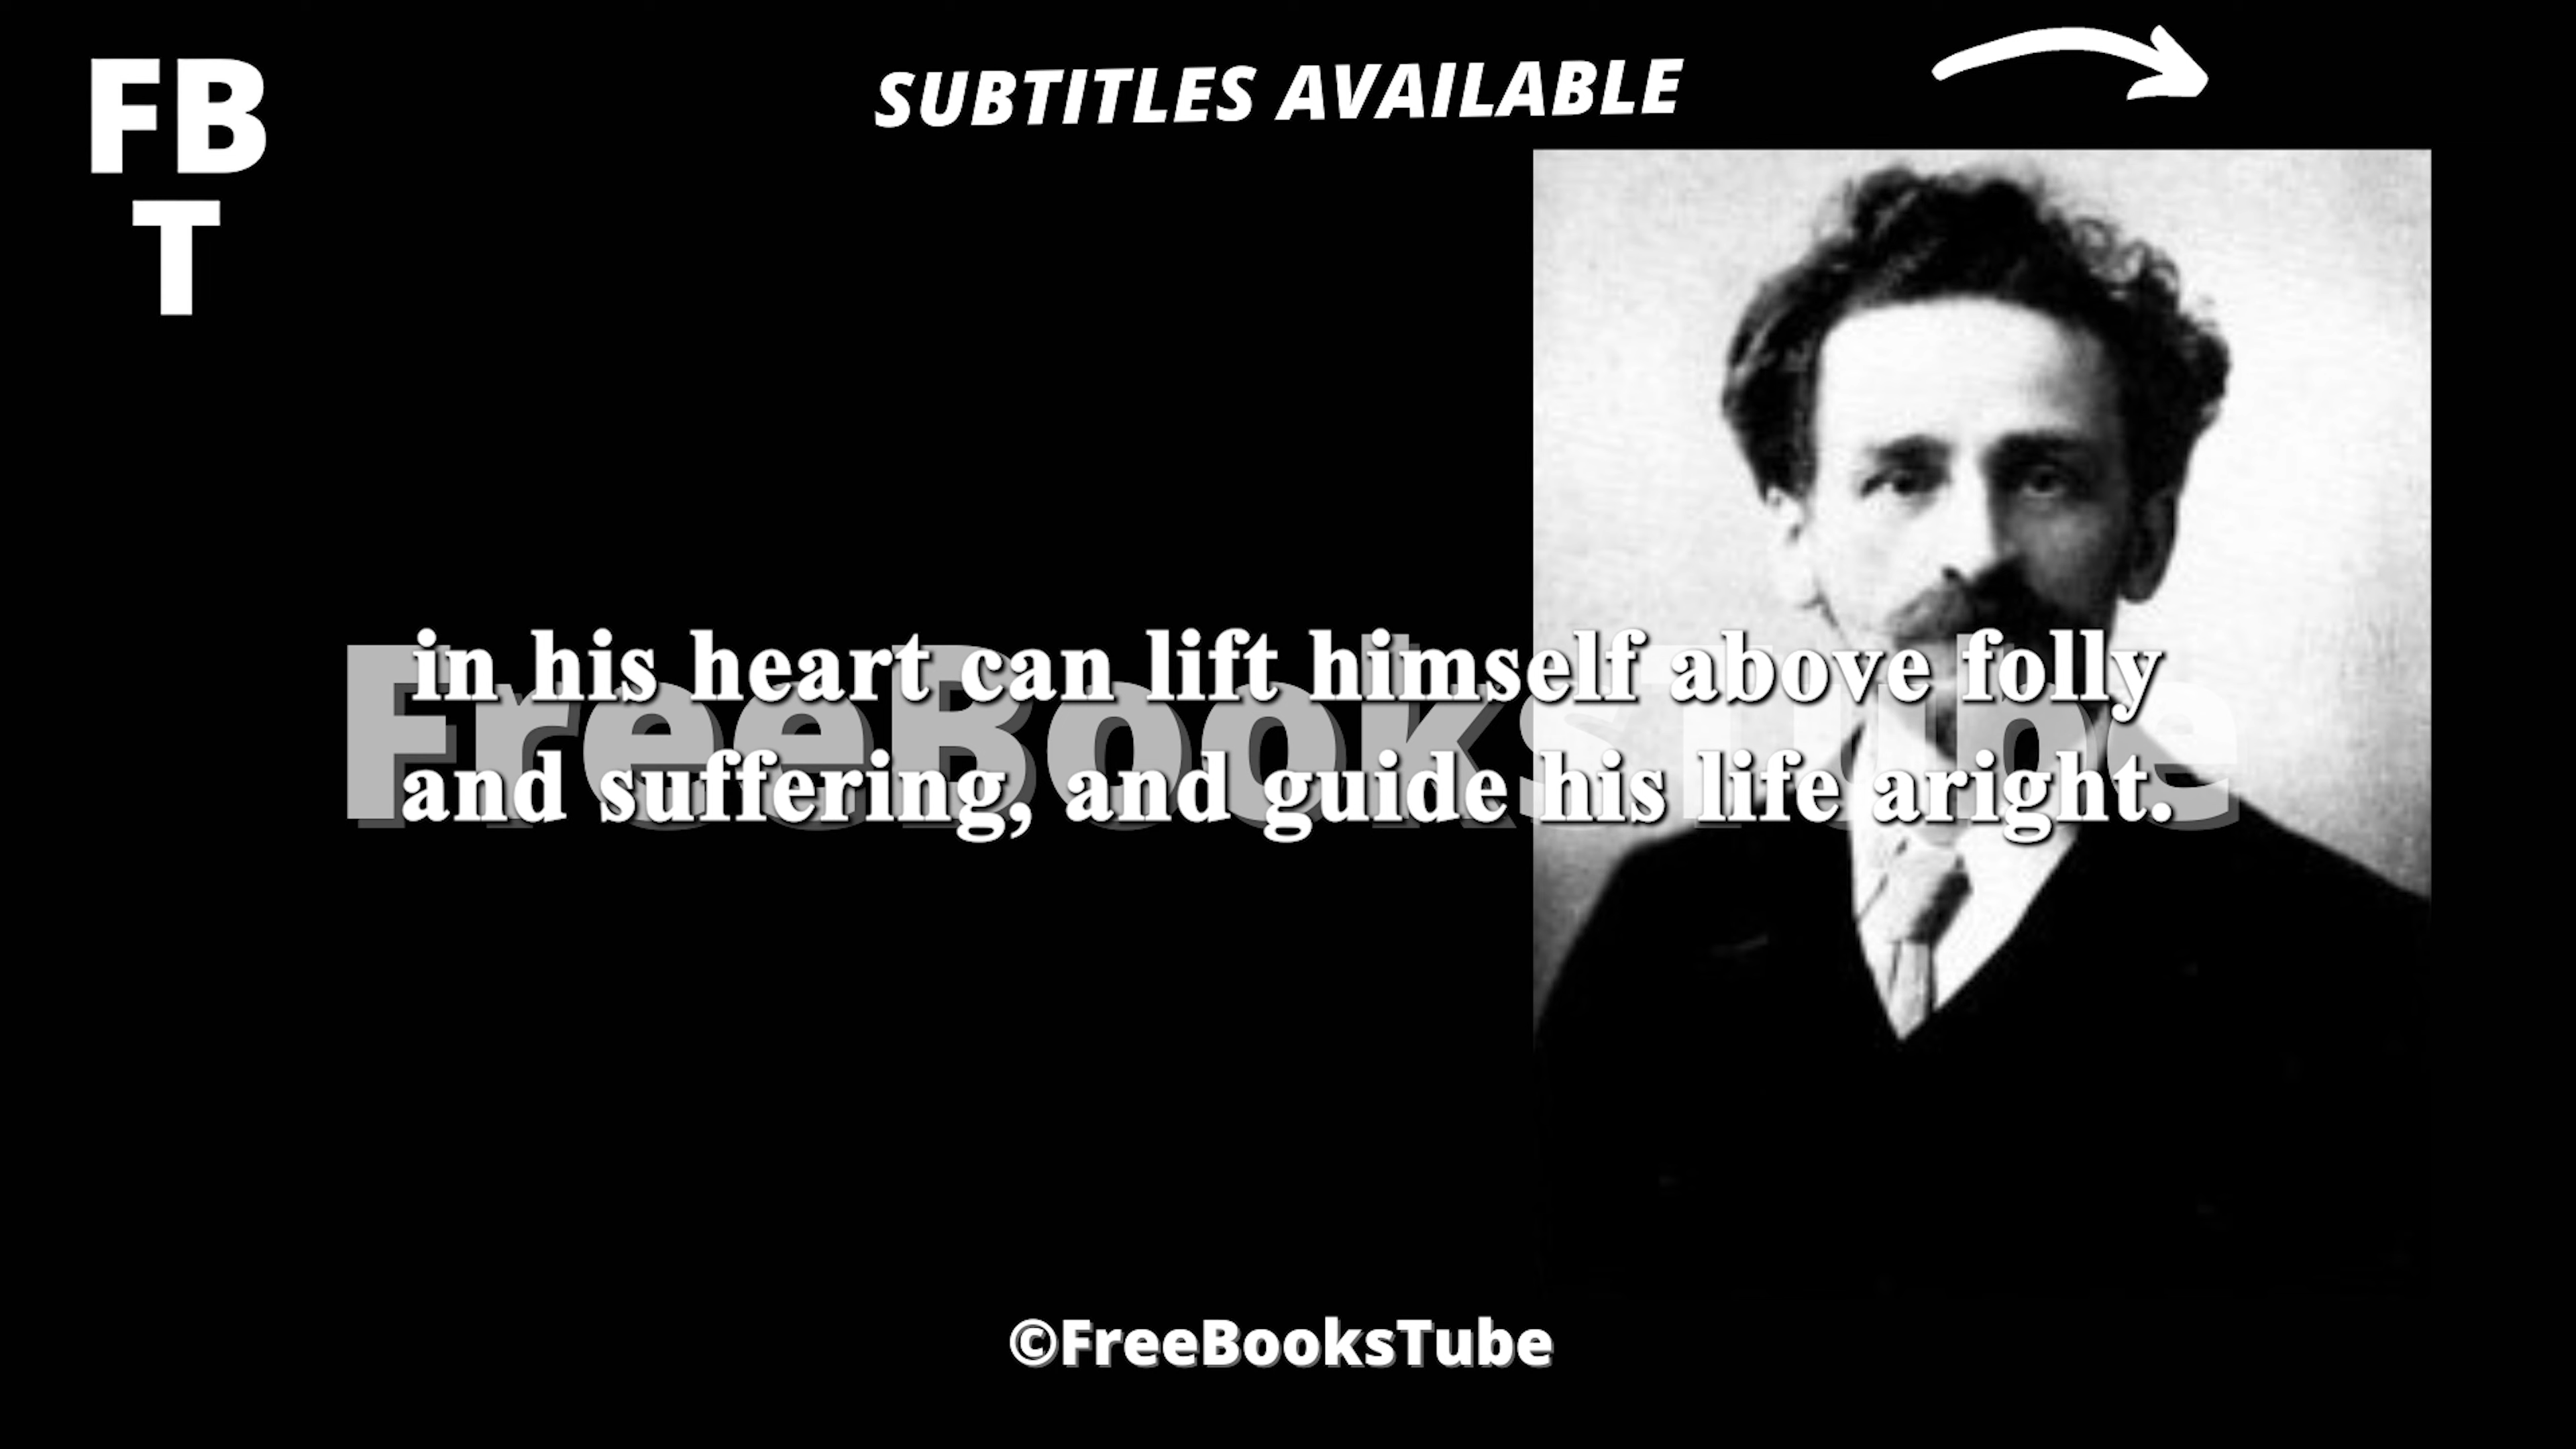 FB
T
SUBTITLES AVAILABLE
FreeBooksTube
in his heart can lift himself above folly
and suffering, and guide his life aright.
©FreeBooksTube